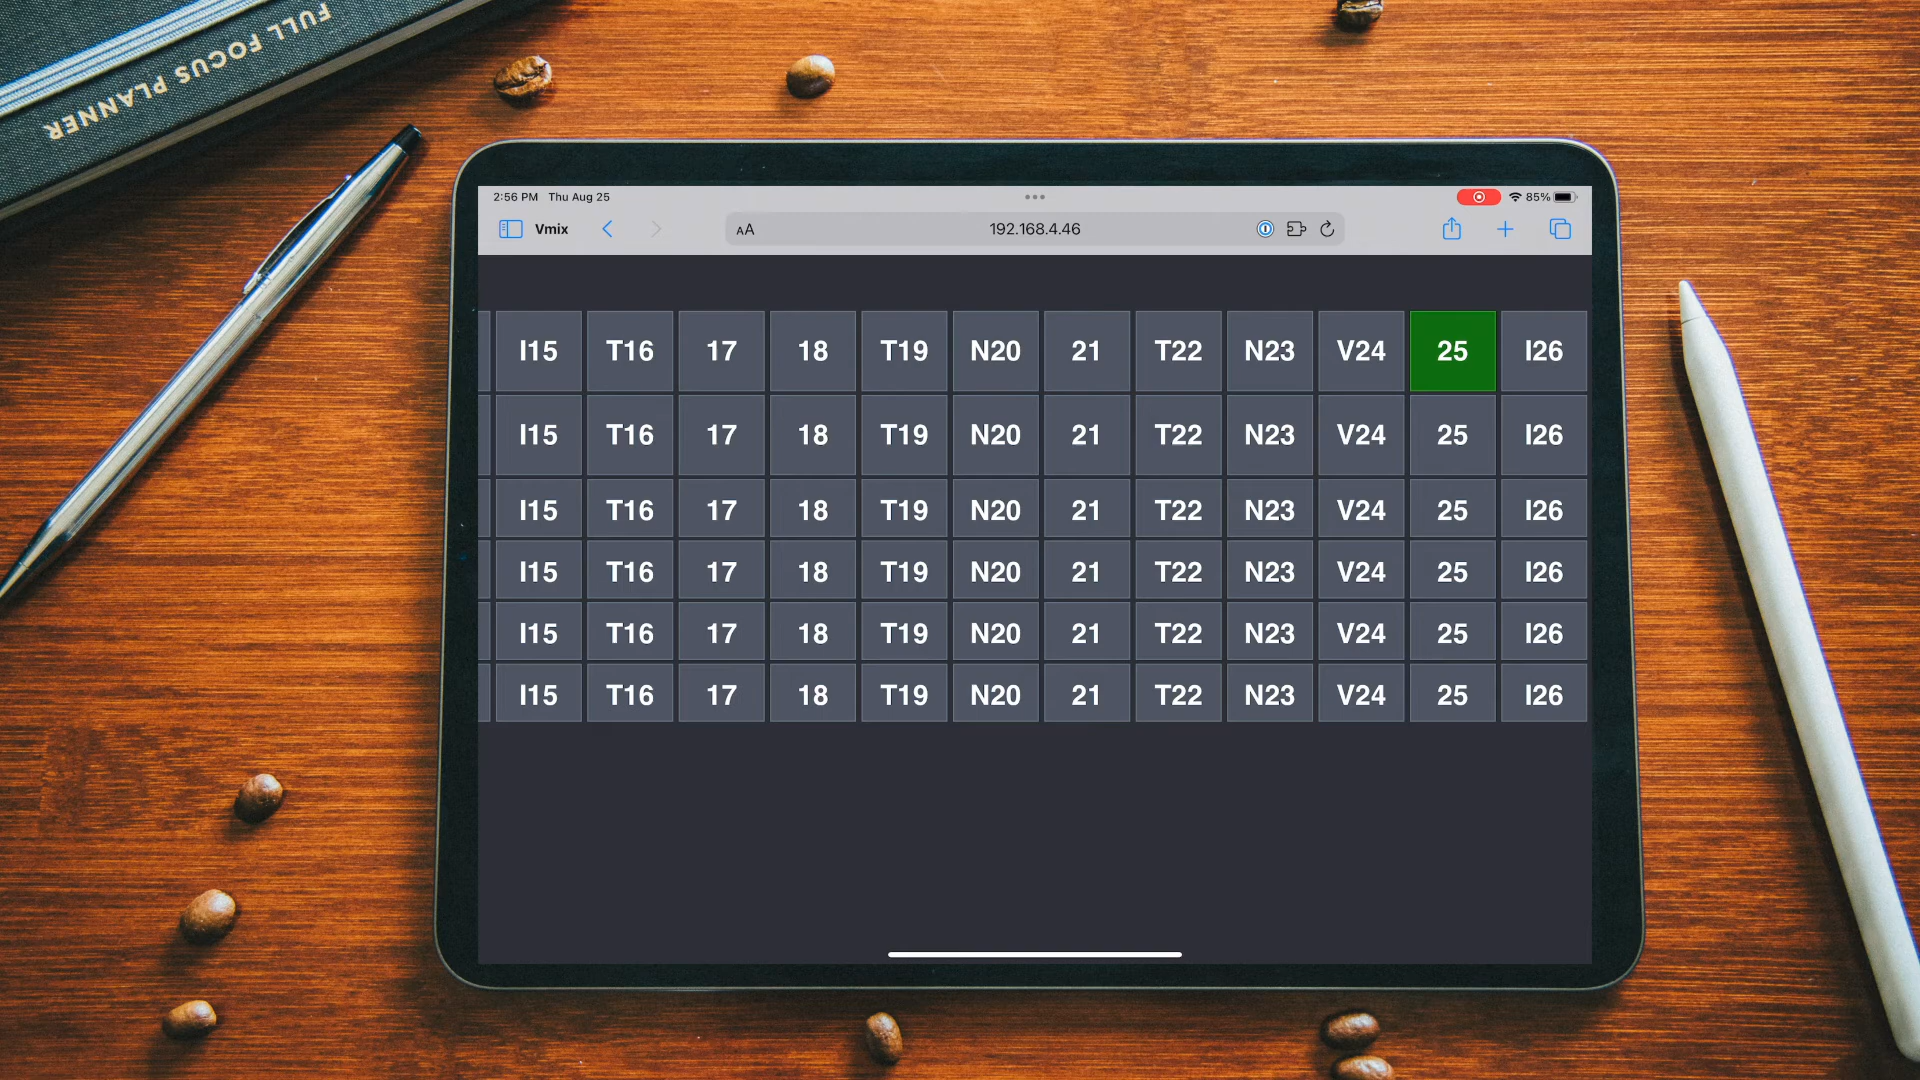 FULL FOCUS PLANNER
2:56 PM Thu Aug 25
85%
Vmix
AA
192.168.4.46
I15 T16 17 18 T19 N20 21 T22 N23 V24 25 I26
I15 T16 17 18 T19 N20 21 T22 N23 V24 25 I26
I15 T16 17 18 T19 N20 21 T22 N23 V24 25 I26
I15 T16 17 18 T19 N20 21 T22 N23 V24 25 I26
I15 T16 17 18 T19 N20 21 T22 N23 V24 25 I26
I15 T16 17 18 T19 N20 21 T22 N23 V24 25 I26